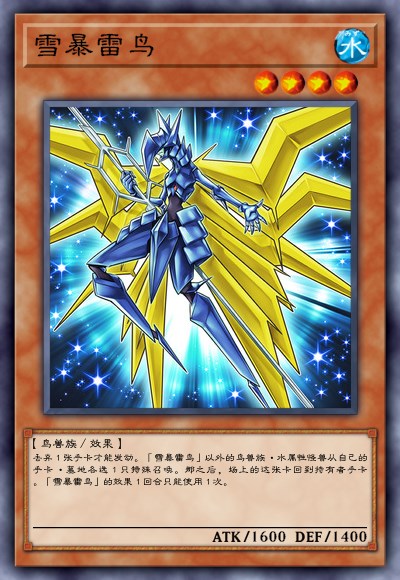 雪暴雷鸟
水
【鸟兽族/效果】
丢弃1张手卡才能发动。「雪暴雷鸟」以外的鸟兽族・水属性怪兽从自己的
手卡・墓地各选1只特殊召唤。那之后，场上的这张卡回到持有者手卡
。「雪暴雷鸟」的效果1回合只能使用1次。
ATK/1600 DEF/1400